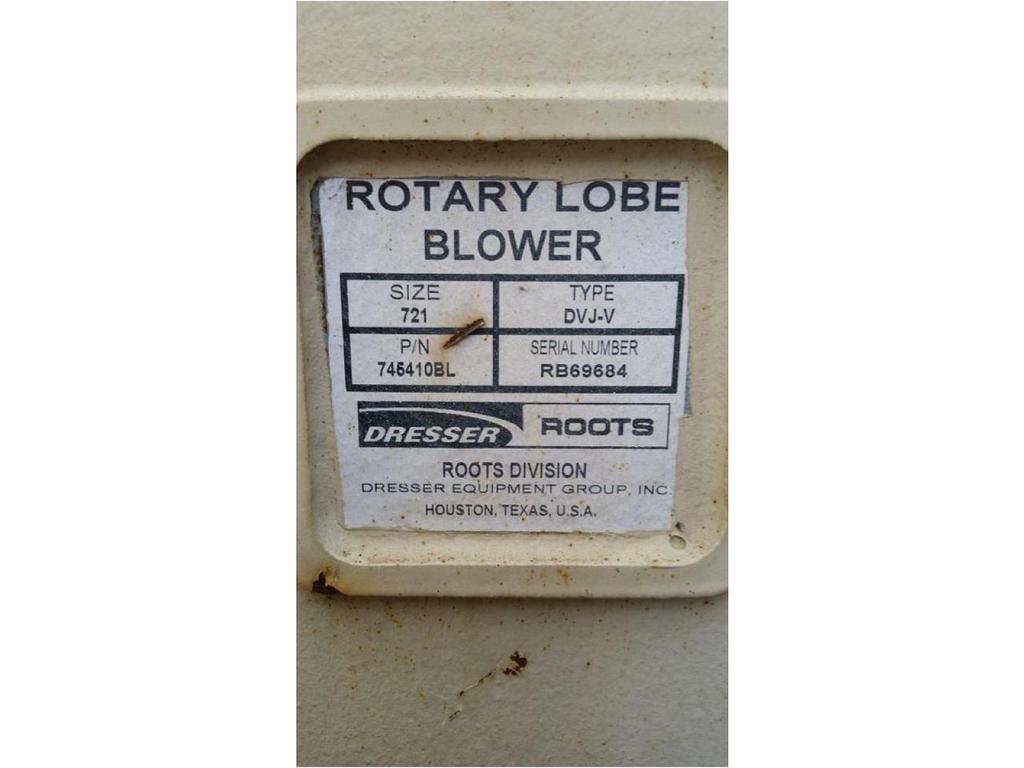 ROTARY LOBE
BLOWER
SIZE TYPE
721 DVJ-V
P/N SERIAL NUMBER
745410BL RB69684
DRESSER ROOTS
ROOTS DIVISION
DRESSER EQUIPMENT GROUP, INC.
HOUSTON, TEXAS, U.S.A.